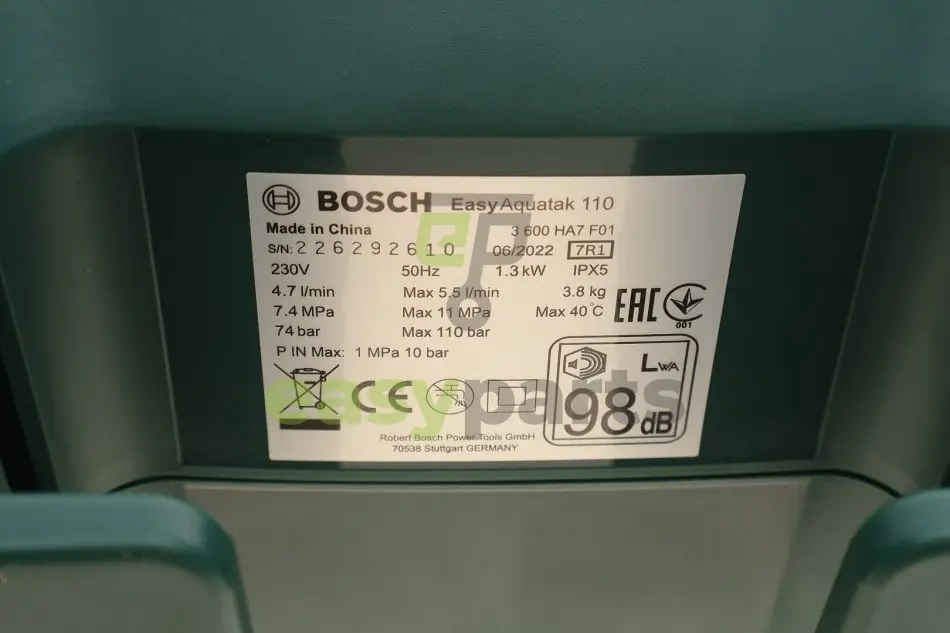 BOSCH EasyAquatak 110
Made in China 3 600 HA7 F01
S/N: 226292610 06/2022 7R1
230V 50Hz 1.3 kW IPX5
4.7 l/min Max 5.5 l/min 3.8 kg
7.4 MPa Max 11 MPa Max 40°C
74 bar Max 110 bar
P IN Max: 1 MPa 10 bar
EAC
001
CE
LWA
98 dB
easyparts
ep
Robert Bosch Power Tools GmbH
70538 Stuttgart GERMANY